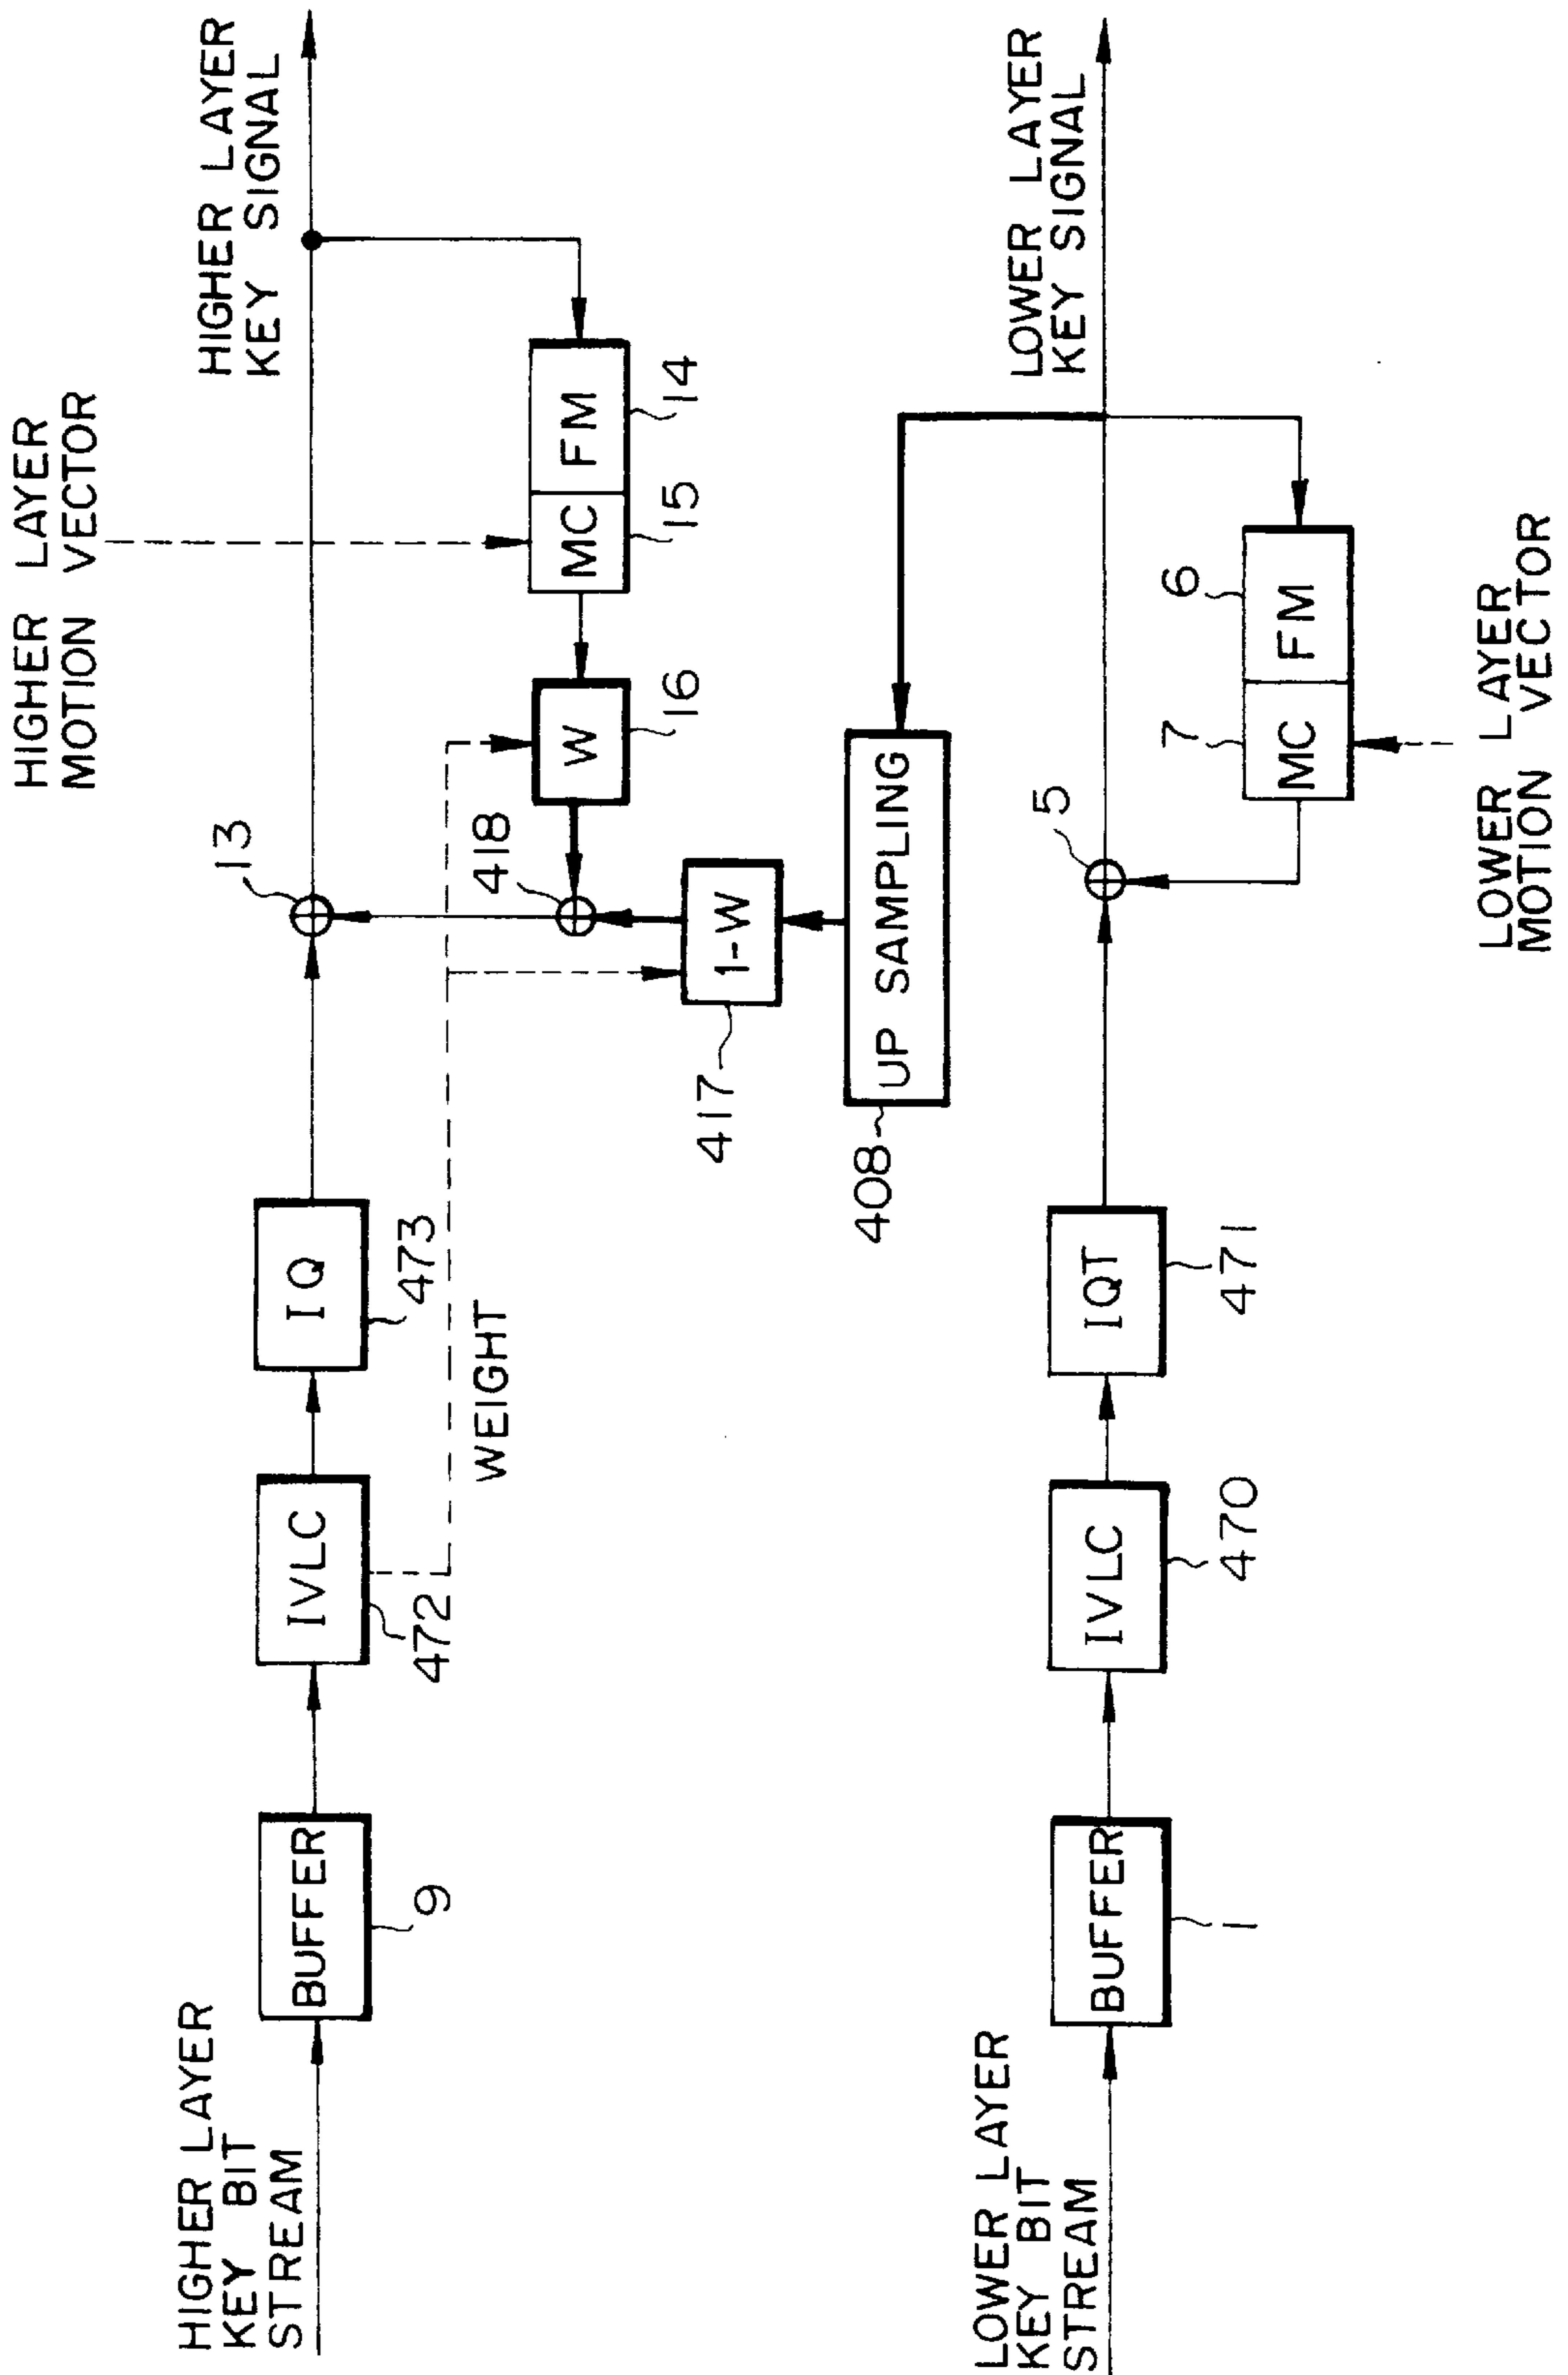 HIGHER LAYER
MOTION VECTOR
HIGHER LAYER
KEY BIT
STREAM
BUFFER
9
IVLC
472
IQ
473
WEIGHT
13
HIGHER LAYER
KEY SIGNAL
FM
14
MC
15
W
16
418
1-W
417
UP SAMPLING
408
LOWER LAYER
KEY BIT
STREAM
BUFFER
1
IVLC
470
IQT
471
5
LOWER LAYER
KEY SIGNAL
6
FM
7
MC
LOWER LAYER
MOTION VECTOR